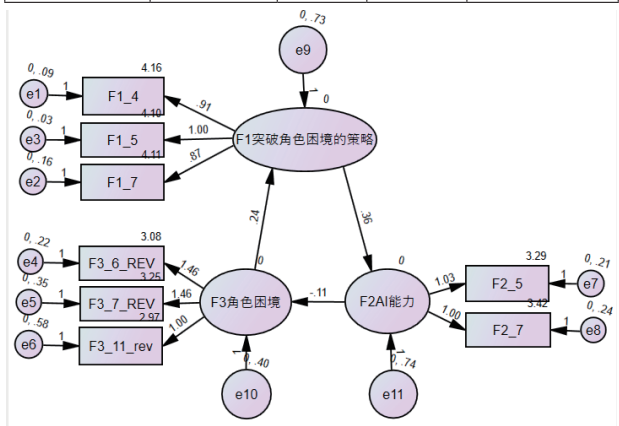 0, .73
e9
0, .09
4.16
1
0
e1
1
F1_4
.91
0, .03
4.10
e3
1
F1_5
1.00
F1突破角色困境的策略
0, .16
4.11
e2
1
F1_7
.87
.24
.36
0, .22
3.08
0
0
3.29
0, .21
e4
1
F3_6_REV
1.46
1.03
F2_5
1
e7
0, .35
3.25
e5
1
F3_7_REV
1.46
F3角色困境
-.11
F2AI能力
1.00
3.42
0, .24
0, .58
2.97
F2_7
1
e8
e6
1
F3_11_rev
1.00
1
0, .40
1
0, .74
e10
e11